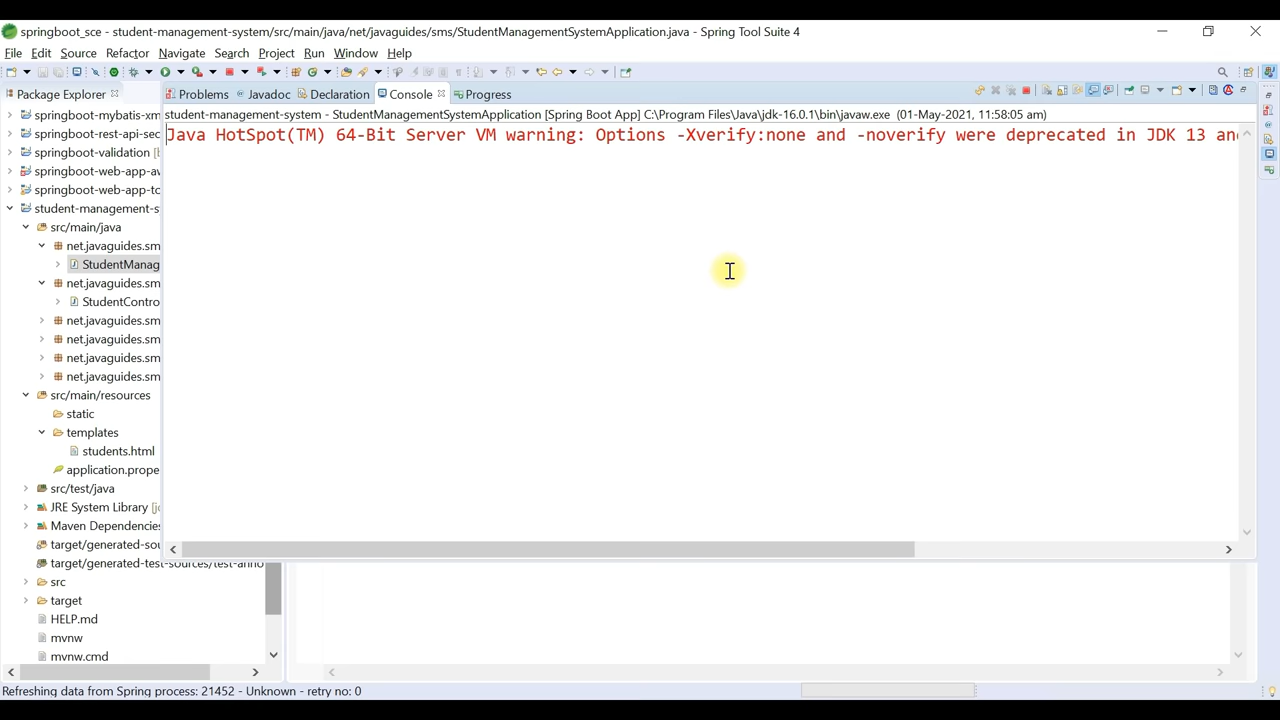 springboot_sce - student-management-system/src/main/java/net/javaguides/sms/StudentManagementSystemApplication.java - Spring Tool Suite 4
File Edit Source Refactor Navigate Search Project Run Window Help
Package Explorer
Problems @ Javadoc Declaration Console Progress
student-management-system - StudentManagementSystemApplication [Spring Boot App] C:\Program Files\Java\jdk-16.0.1\bin\javaw.exe (01-May-2021, 11:58:05 am)
Java HotSpot(TM) 64-Bit Server VM warning: Options -Xverify:none and -noverify were deprecated in JDK 13 and
springboot-mybatis-xm
springboot-rest-api-sec
springboot-validation [b
springboot-web-app-aw
springboot-web-app-to
student-management-s
src/main/java
net.javaguides.sm
StudentManag
net.javaguides.sm
StudentContro
net.javaguides.sm
net.javaguides.sm
net.javaguides.sm
net.javaguides.sm
src/main/resources
static
templates
students.html
application.prope
src/test/java
JRE System Library [jd
Maven Dependencies
target/generated-sou
target/generated-test-sources/test-anno
src
target
HELP.md
mvnw
mvnw.cmd
Refreshing data from Spring process: 21452 - Unknown - retry no: 0